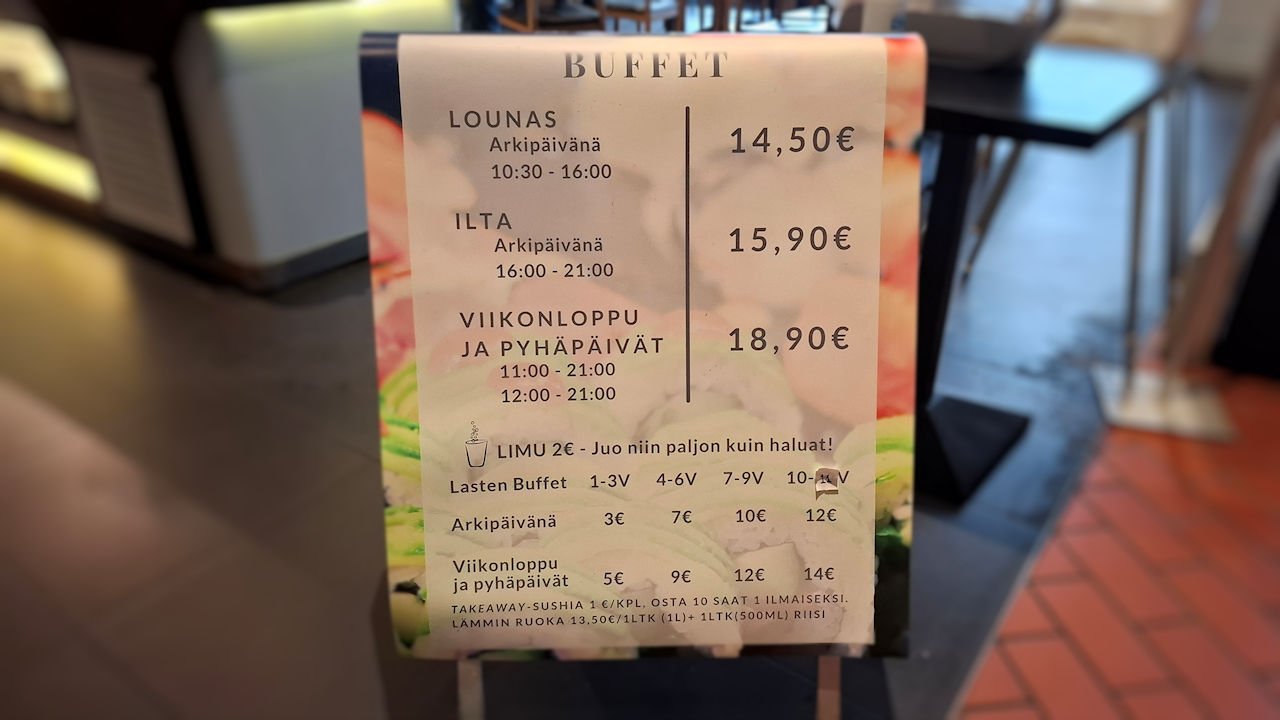 BUFFET
LOUNAS
Arkipäivänä
10:30 - 16:00
14,50€
ILTA
Arkipäivänä
16:00 - 21:00
15,90€
VIIKONLOPPU
JA PYHÄPÄIVÄT
11:00 - 21:00
12:00 - 21:00
18,90€
LIMU 2€ - Juo niin paljon kuin haluat!
Lasten Buffet 1-3V 4-6V 7-9V 10- V
Arkipäivänä 3€ 7€ 10€ 12€
Viikonloppu
ja pyhäpäivät 5€ 9€ 12€ 14€
TAKEAWAY-SUSHIA 1 €/KPL, OSTA 10 SAAT 1 ILMAISEKSI.
LÄMMIN RUOKA 13,50€/1LTK (1L)+ 1LTK(500ML) RIISI